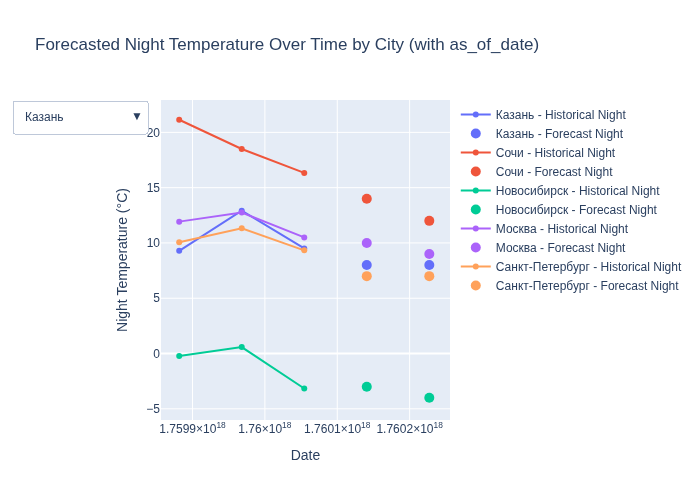 Forecasted Night Temperature Over Time by City (with as_of_date)
Казань ▼
20
15
10
5
0
−5
Night Temperature (°C)
1.7599×10¹⁸ 1.76×10¹⁸ 1.7601×10¹⁸ 1.7602×10¹⁸
Date
Казань - Historical Night
Казань - Forecast Night
Сочи - Historical Night
Сочи - Forecast Night
Новосибирск - Historical Night
Новосибирск - Forecast Night
Москва - Historical Night
Москва - Forecast Night
Санкт-Петербург - Historical Night
Санкт-Петербург - Forecast Night